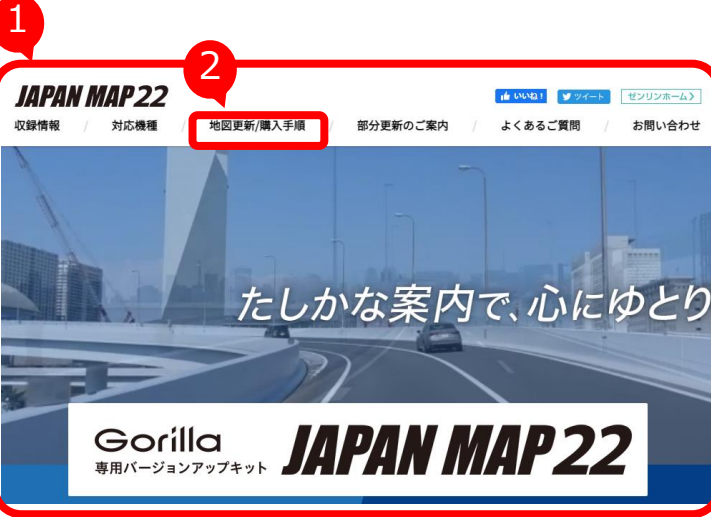 1
2
JAPAN MAP 22
いいね!
ツイート
ゼンリンホーム
収録情報 / 対応機種 / 地図更新/購入手順 / 部分更新のご案内 / よくあるご質問 / お問い合わせ
たしかな案内で、心にゆとり
Gorilla
専用バージョンアップキット
JAPAN MAP 22